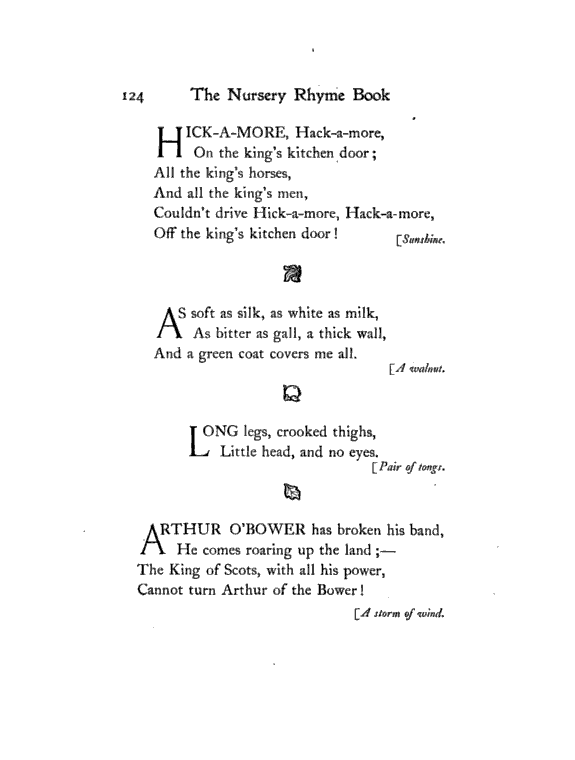 124 The Nursery Rhyme Book
HICK-A-MORE, Hack-a-more,
On the king's kitchen door;
All the king's horses,
And all the king's men,
Couldn't drive Hick-a-more, Hack-a-more,
Off the king's kitchen door!
[Sunshine.
AS soft as silk, as white as milk,
As bitter as gall, a thick wall,
And a green coat covers me all.
[A walnut.
LONG legs, crooked thighs,
Little head, and no eyes.
[Pair of tongs.
ARTHUR O'BOWER has broken his band,
He comes roaring up the land;—
The King of Scots, with all his power,
Cannot turn Arthur of the Bower!
[A storm of wind.